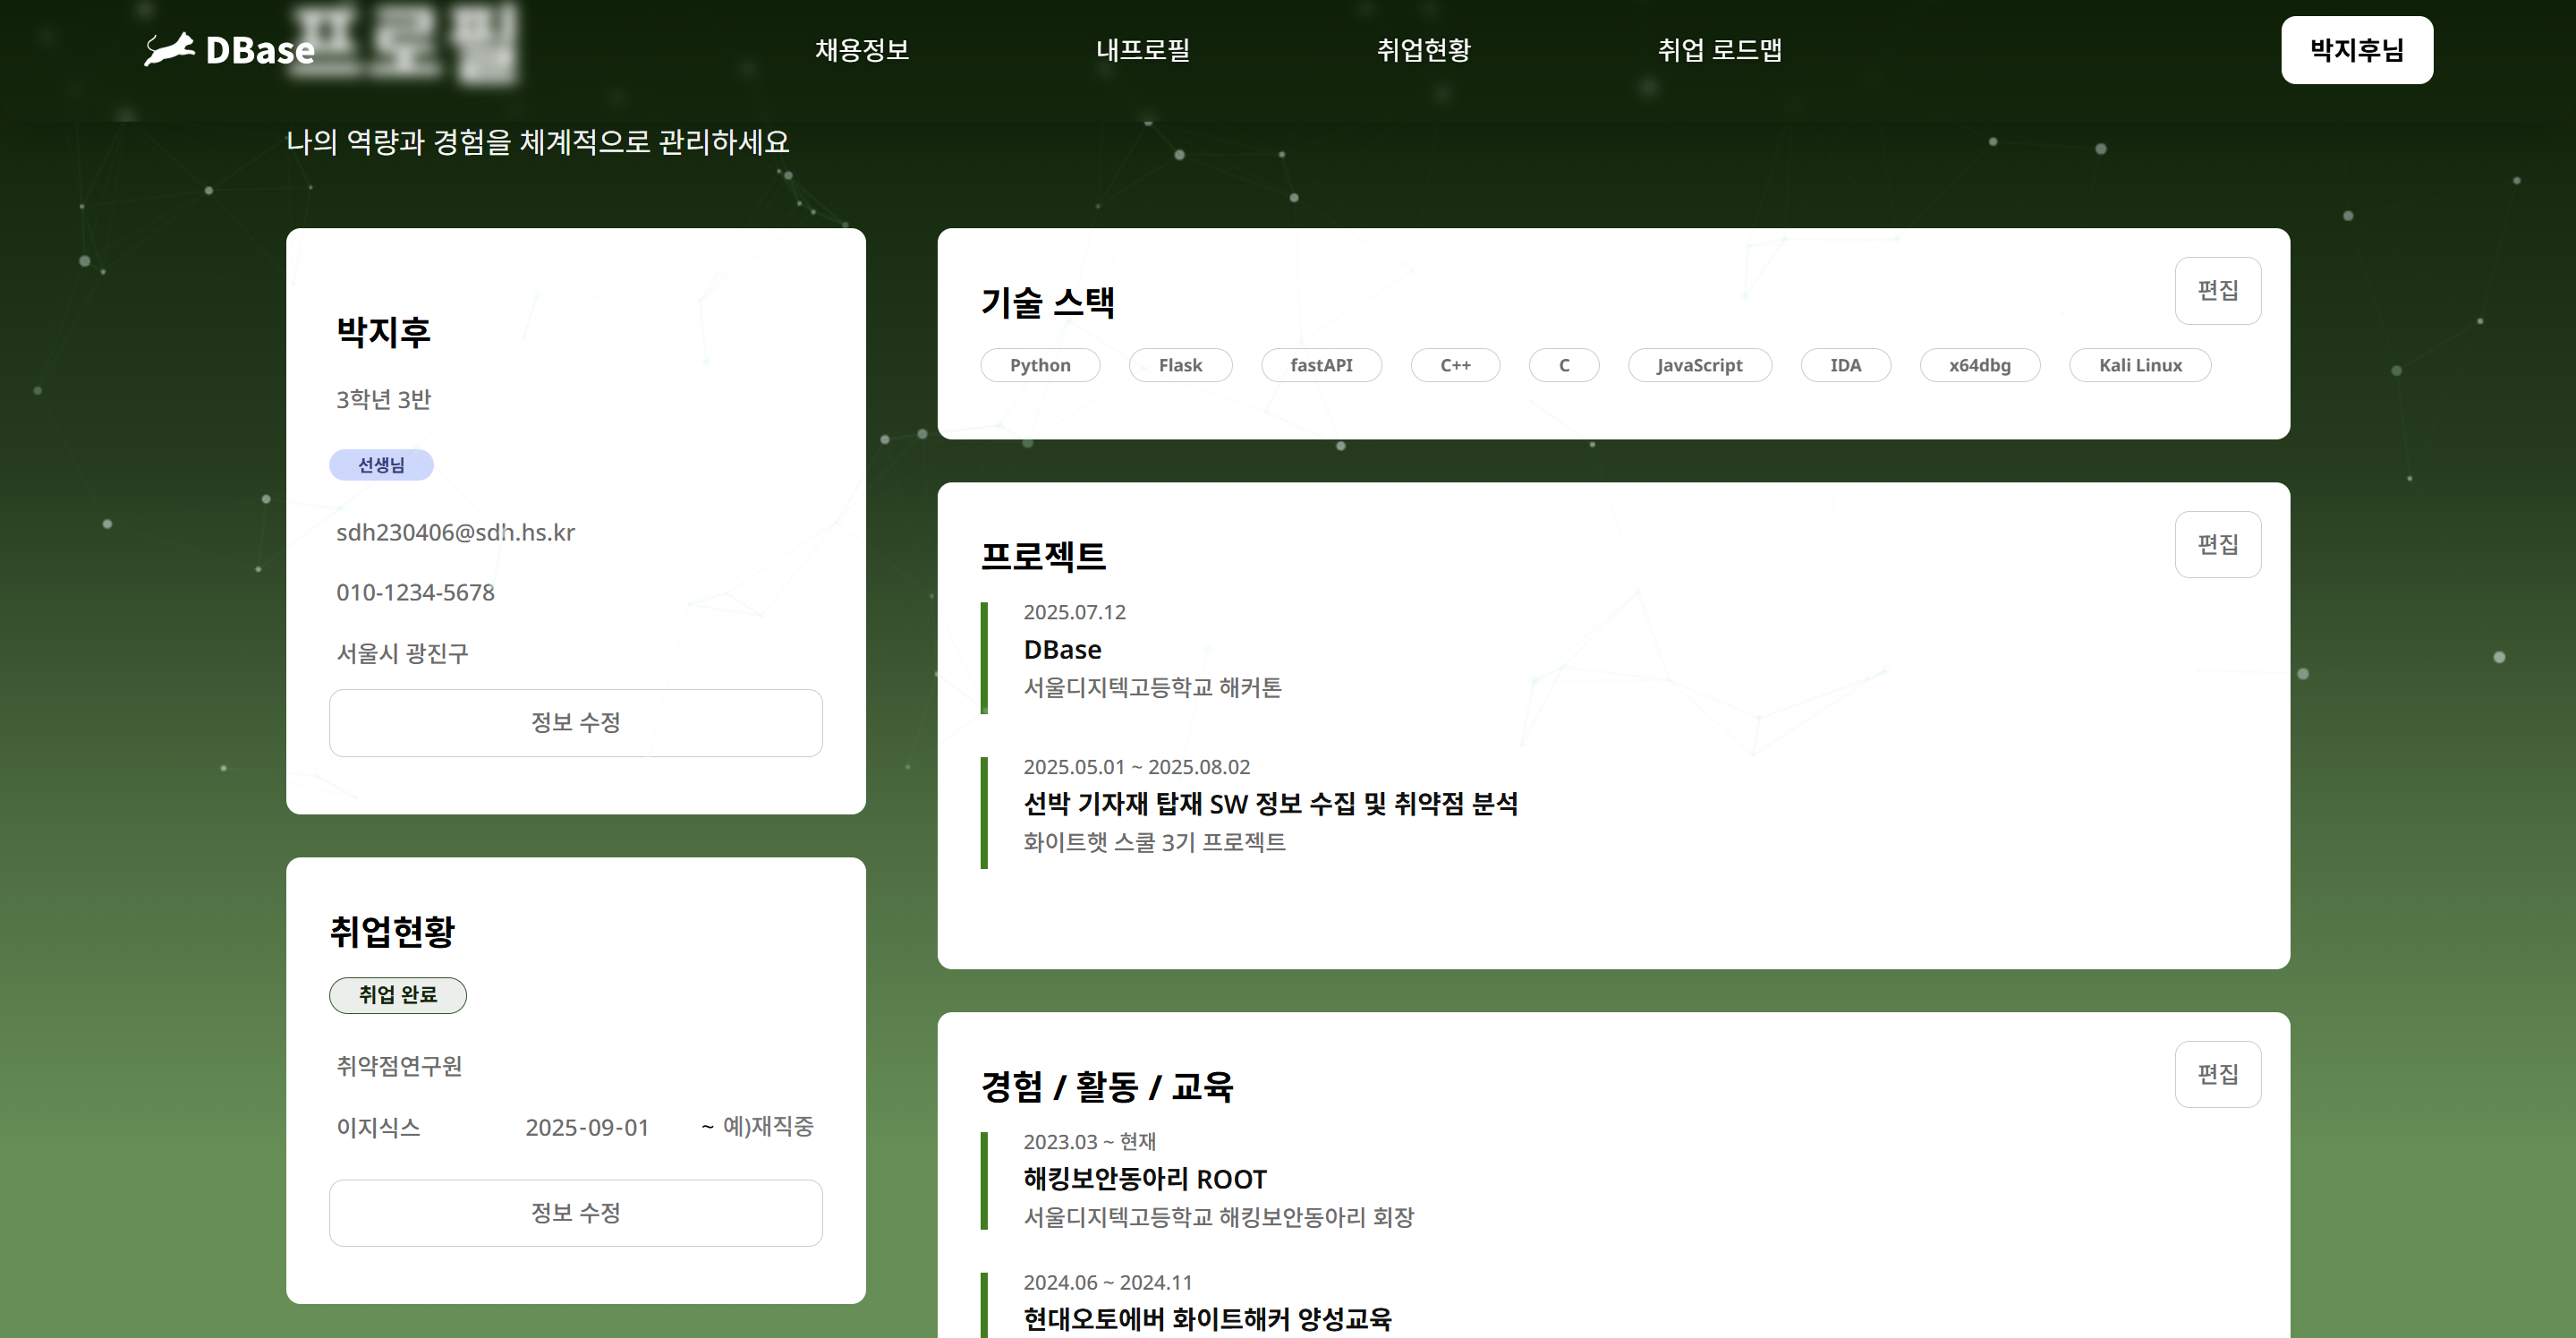 프로필
DBase
채용정보
내프로필
취업현황
취업 로드맵
박지후님
나의 역량과 경험을 체계적으로 관리하세요
박지후
3학년 3반
선생님
sdh230406@sdh.hs.kr
010-1234-5678
서울시 광진구
정보 수정
취업현황
취업 완료
취약점연구원
이지식스 2025-09-01 ~ 예)재직중
정보 수정
기술 스택
편집
Python Flask fastAPI C++ C JavaScript IDA x64dbg Kali Linux
프로젝트
편집
2025.07.12
DBase
서울디지텍고등학교 해커톤
2025.05.01 ~ 2025.08.02
선박 기자재 탑재 SW 정보 수집 및 취약점 분석
화이트햇 스쿨 3기 프로젝트
경험 / 활동 / 교육
편집
2023.03 ~ 현재
해킹보안동아리 ROOT
서울디지텍고등학교 해킹보안동아리 회장
2024.06 ~ 2024.11
현대오토에버 화이트해커 양성교육